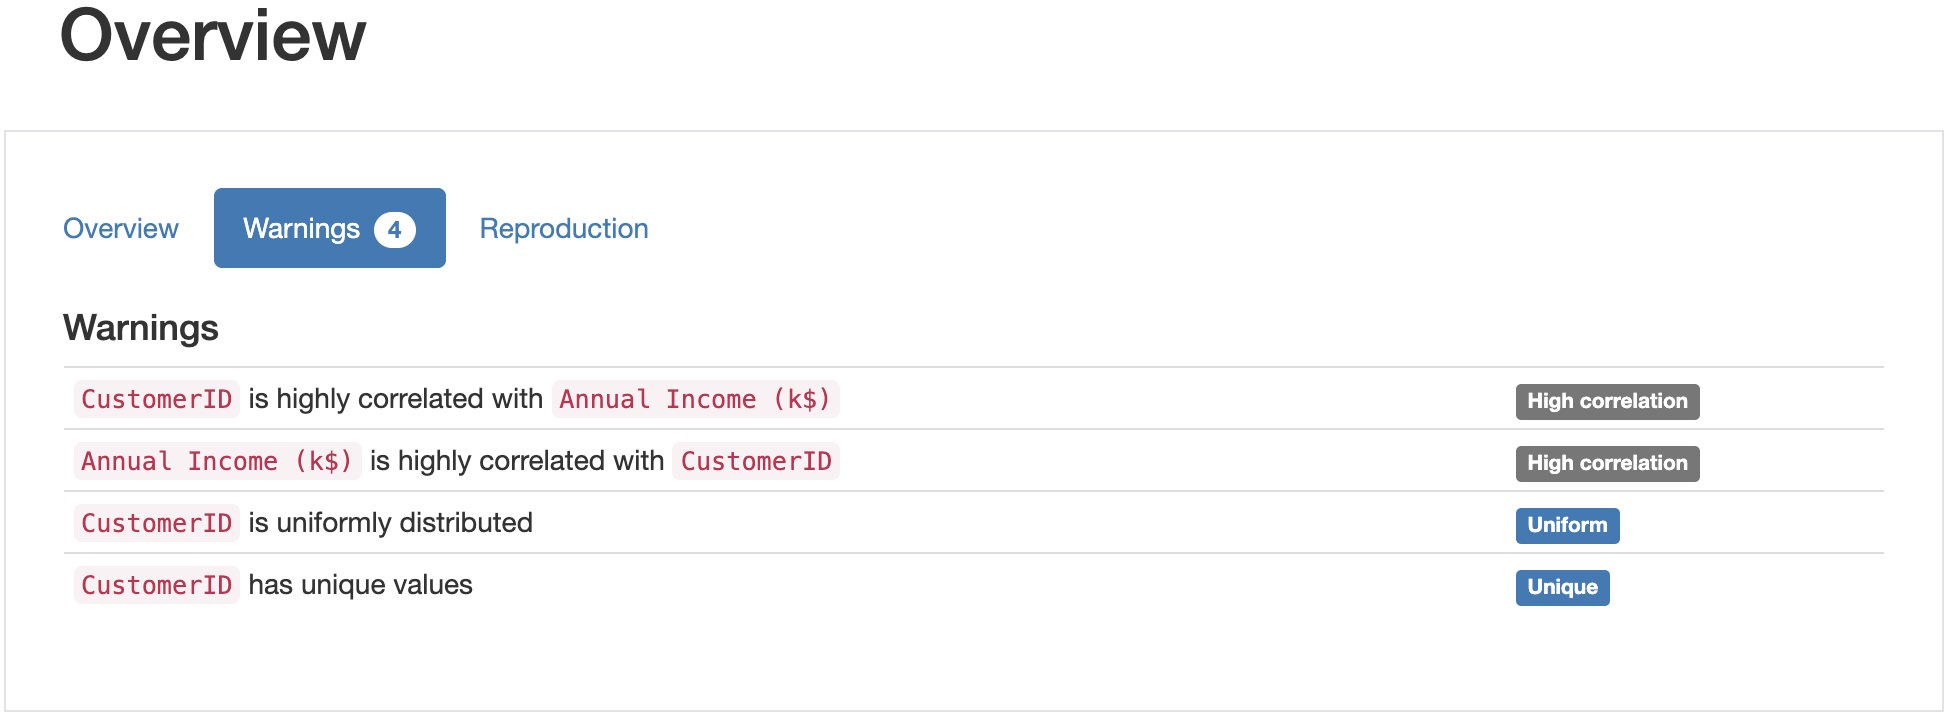 Overview
Overview Warnings 4 Reproduction
Warnings
CustomerID is highly correlated with Annual Income (k$) High correlation
Annual Income (k$) is highly correlated with CustomerID High correlation
CustomerID is uniformly distributed Uniform
CustomerID has unique values Unique